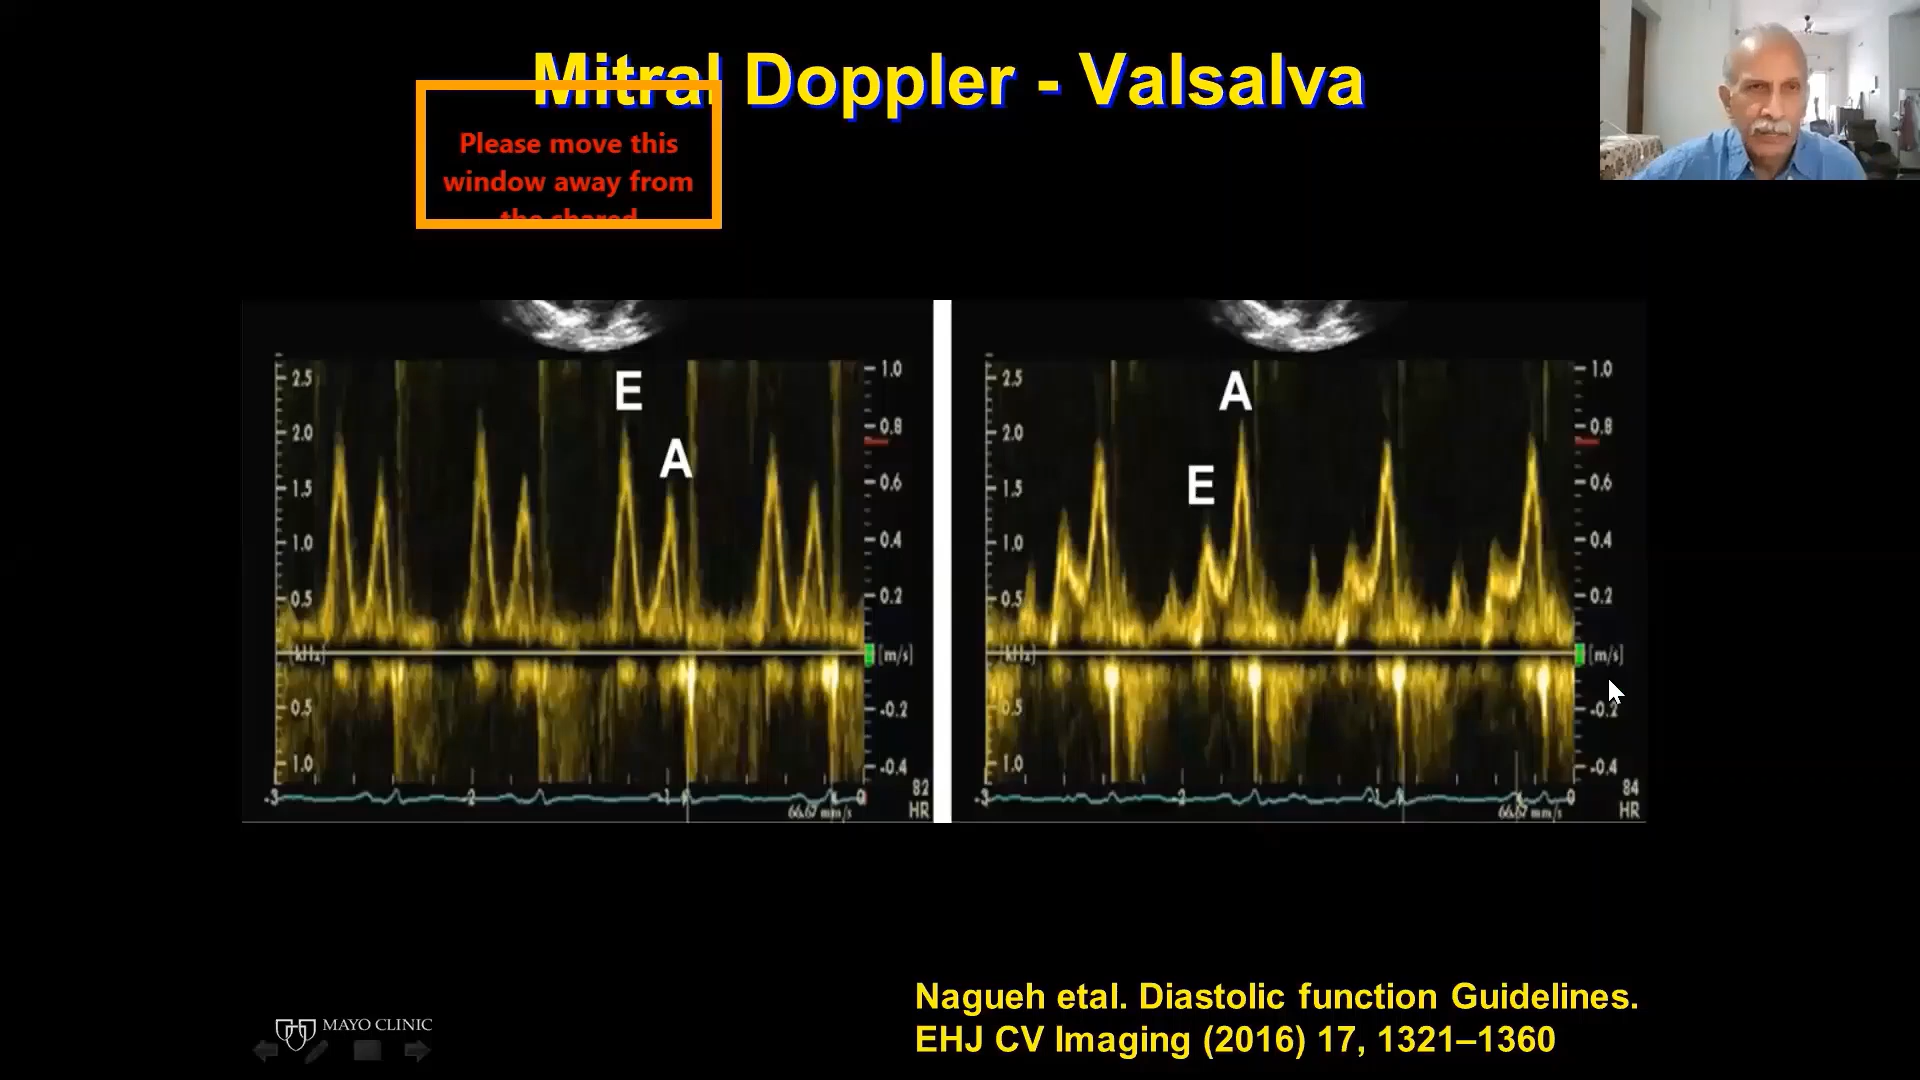 Mitral Doppler - Valsalva
Please move this
window away from
the shared
E
A
2.5
2.0
1.5
1.0
0.5
[kHz]
0.5
1.0
1.0
0.8
0.6
0.4
0.2
[m/s]
-0.2
-0.4
-3
-2
-1
0
66.67 mm/s
82
HR
A
E
2.5
2.0
1.5
1.0
0.5
[kHz]
0.5
1.0
1.0
0.8
0.6
0.4
0.2
[m/s]
-0.2
-0.4
-3
-2
-1
0
66.67 mm/s
84
HR
Nagueh etal. Diastolic function Guidelines.
EHJ CV Imaging (2016) 17, 1321–1360
MAYO CLINIC